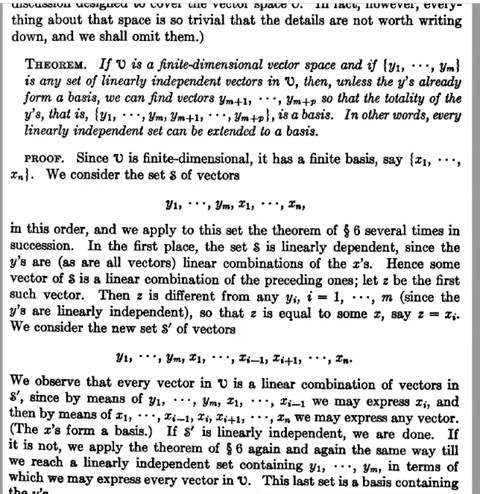 discussion designed to cover the vector space O. In fact, however, every-
thing about that space is so trivial that the details are not worth writing
down, and we shall omit them.)
THEOREM. If 𝒱 is a finite-dimensional vector space and if {y₁, ···, yₘ}
is any set of linearly independent vectors in 𝒱, then, unless the y's already
form a basis, we can find vectors yₘ₊₁, ···, yₘ₊ₚ so that the totality of the
y's, that is, {y₁, ···, yₘ, yₘ₊₁, ···, yₘ₊ₚ}, is a basis. In other words, every
linearly independent set can be extended to a basis.
PROOF. Since 𝒱 is finite-dimensional, it has a finite basis, say {x₁, ···,
xₙ}. We consider the set 𝒮 of vectors
y₁, ···, yₘ, x₁, ···, xₙ,
in this order, and we apply to this set the theorem of § 6 several times in
succession. In the first place, the set 𝒮 is linearly dependent, since the
y's are (as are all vectors) linear combinations of the x's. Hence some
vector of 𝒮 is a linear combination of the preceding ones; let z be the first
such vector. Then z is different from any yᵢ, i = 1, ···, m (since the
y's are linearly independent), so that z is equal to some x, say z = xᵢ.
We consider the new set 𝒮′ of vectors
y₁, ···, yₘ, x₁, ···, xᵢ₋₁, xᵢ₊₁, ···, xₙ.
We observe that every vector in 𝒱 is a linear combination of vectors in
𝒮′, since by means of y₁, ···, yₘ, x₁, ···, xᵢ₋₁ we may express xᵢ, and
then by means of x₁, ···, xᵢ₋₁, xᵢ, xᵢ₊₁, ···, xₙ we may express any vector.
(The x's form a basis.) If 𝒮′ is linearly independent, we are done. If
it is not, we apply the theorem of § 6 again and again the same way till
we reach a linearly independent set containing y₁, ···, yₘ, in terms of
which we may express every vector in 𝒱. This last set is a basis containing
the y's.